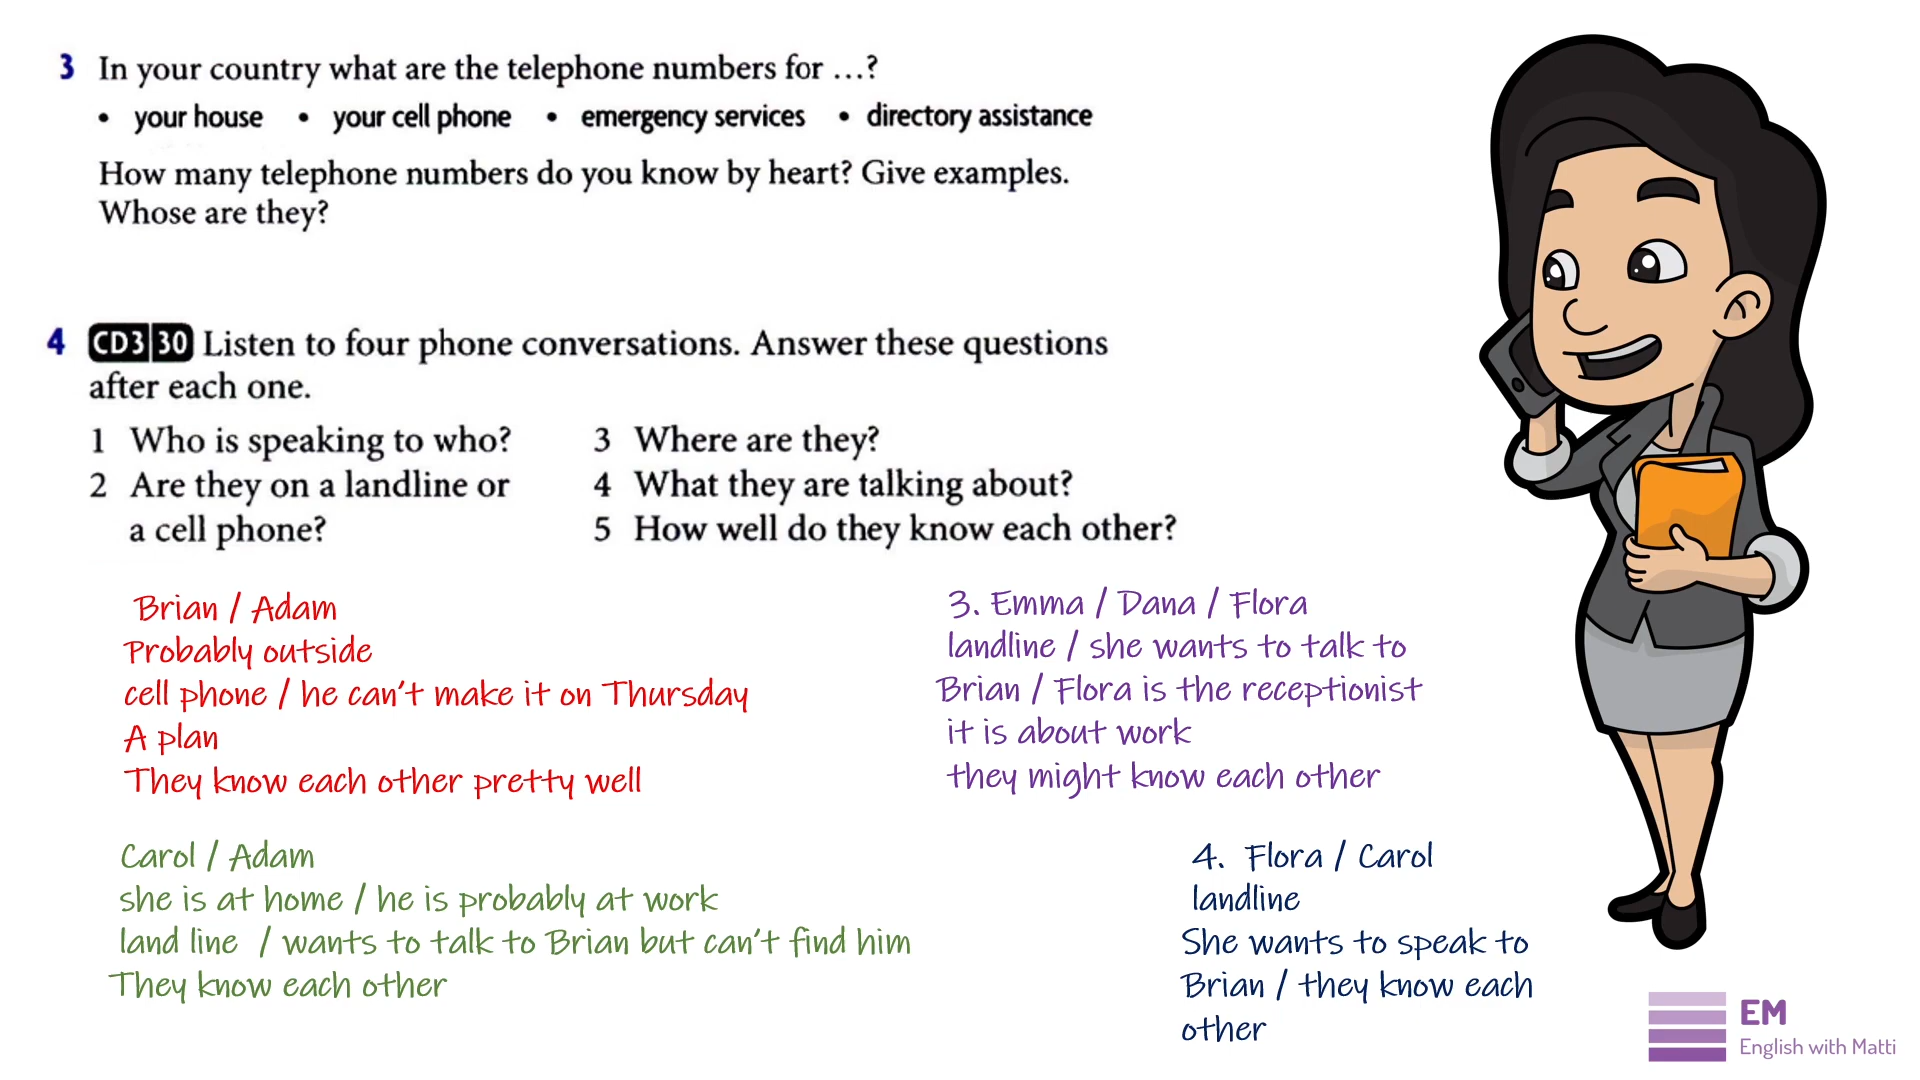 3 In your country what are the telephone numbers for ...?
• your house • your cell phone • emergency services • directory assistance
How many telephone numbers do you know by heart? Give examples.
Whose are they?
4 CD3 30 Listen to four phone conversations. Answer these questions
after each one.
1 Who is speaking to who?
2 Are they on a landline or
a cell phone?
3 Where are they?
4 What they are talking about?
5 How well do they know each other?
Brian / Adam
Probably outside
cell phone / he can't make it on Thursday
A plan
They know each other pretty well
Carol / Adam
she is at home / he is probably at work
land line / wants to talk to Brian but can't find him
They know each other
3. Emma / Dana / Flora
landline / she wants to talk to
Brian / Flora is the receptionist
it is about work
they might know each other
4. Flora / Carol
landline
She wants to speak to
Brian / they know each
other
EM
English with Matti